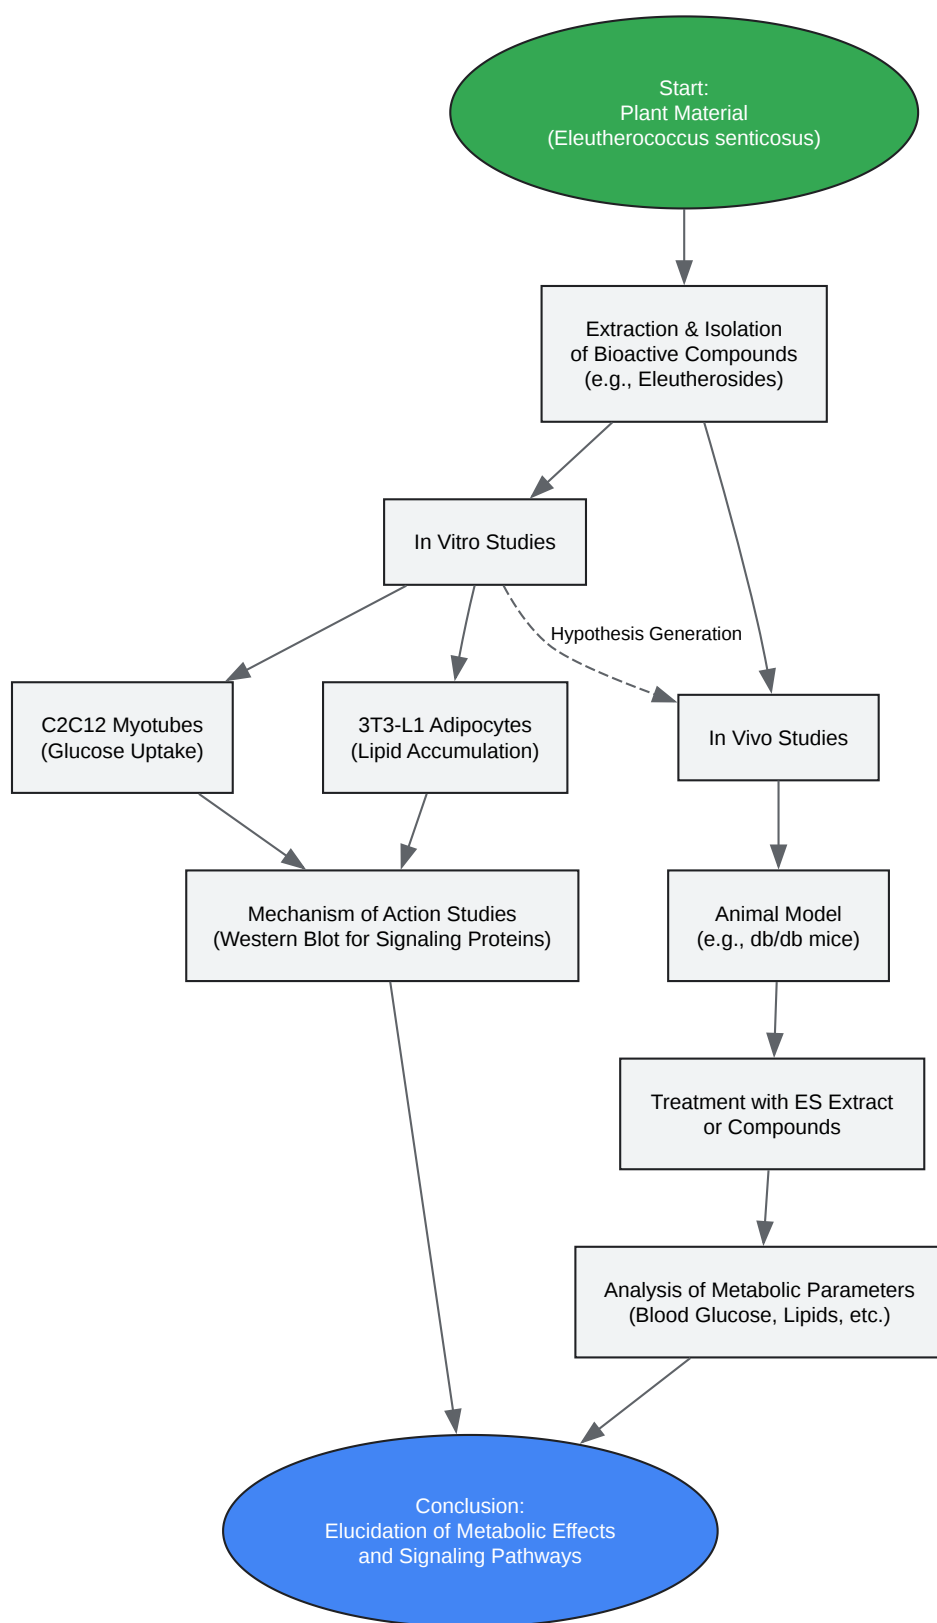 Start:
Plant Material
(Eleutherococcus senticosus)
Extraction & Isolation
of Bioactive Compounds
(e.g., Eleutherosides)
In Vitro Studies
Hypothesis Generation
C2C12 Myotubes
(Glucose Uptake)
3T3-L1 Adipocytes
(Lipid Accumulation)
In Vivo Studies
Mechanism of Action Studies
(Western Blot for Signaling Proteins)
Animal Model
(e.g., db/db mice)
Treatment with ES Extract
or Compounds
Analysis of Metabolic Parameters
(Blood Glucose, Lipids, etc.)
Conclusion:
Elucidation of Metabolic Effects
and Signaling Pathways